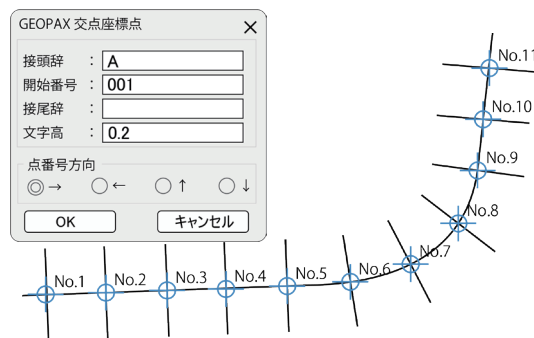 GEOPAX 交点座標点
接頭辞 : A
開始番号 : 001
接尾辞 :
文字高 : 0.2
点番号方向
→ ← ↑ ↓
OK キャンセル
No.1
No.2
No.3
No.4
No.5
No.6
No.7
No.8
No.9
No.10
No.11